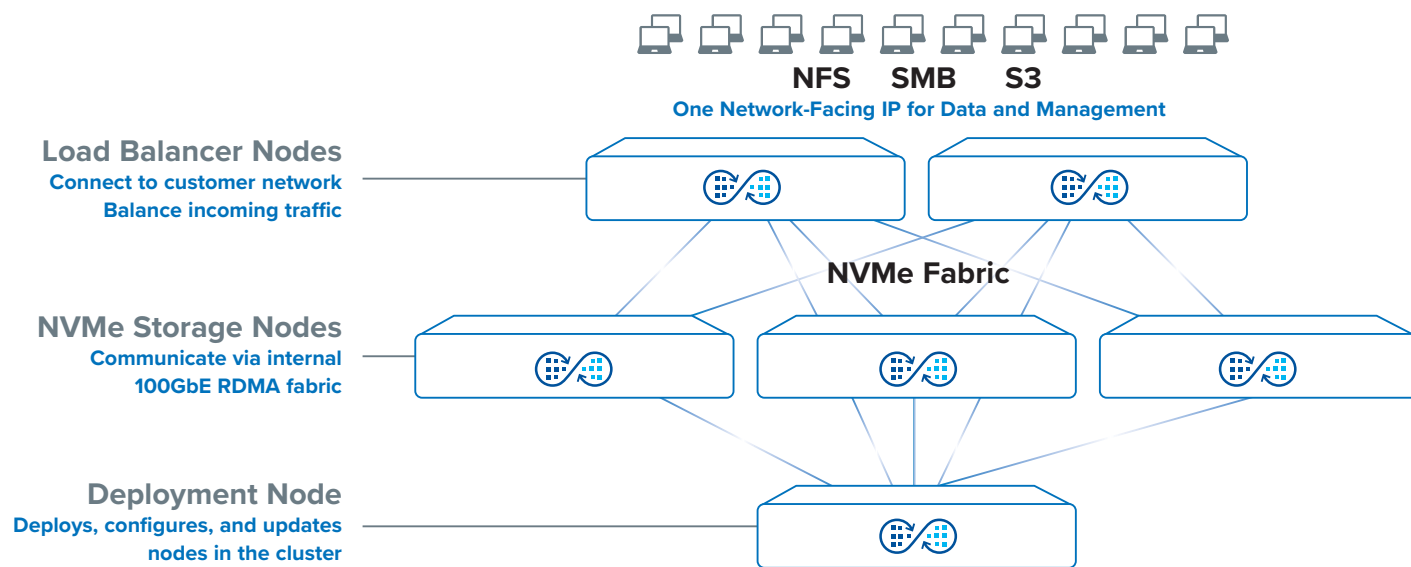 NFS SMB S3
One Network-Facing IP for Data and Management
Load Balancer Nodes
Connect to customer network
Balance incoming traffic
NVMe Fabric
NVMe Storage Nodes
Communicate via internal
100GbE RDMA fabric
Deployment Node
Deploys, configures, and updates
nodes in the cluster